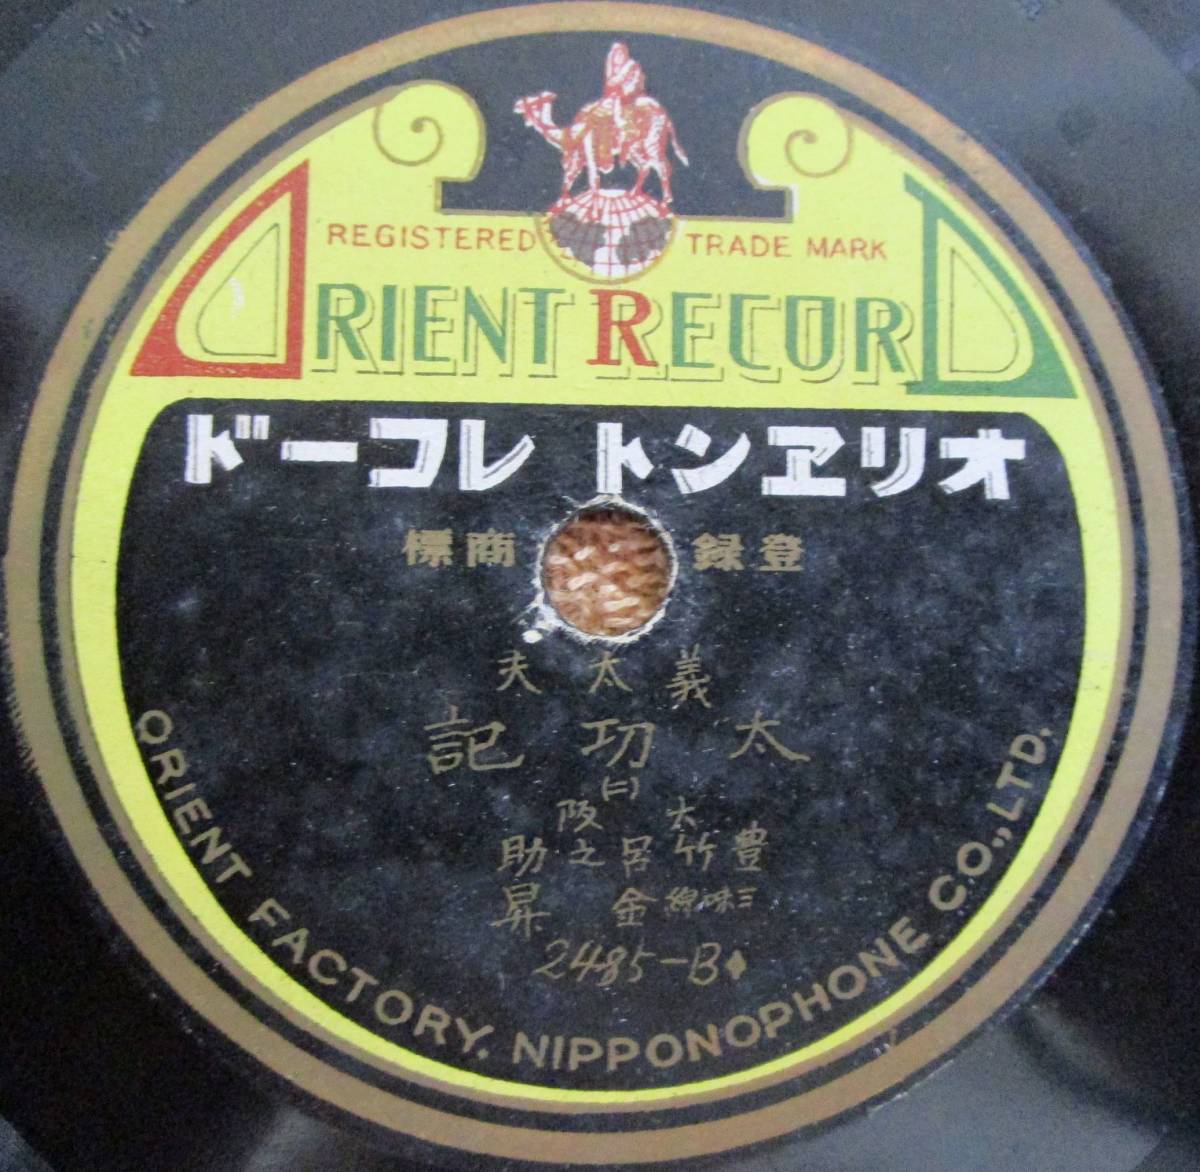 REGISTERED TRADE MARK
ORIENT RECORD
オリヱントレコード
登録商標
義太夫
太功記
(二)
大阪
豊竹呂之助
三味線 金昇
2485-B♦
ORIENT FACTORY. NIPPONOPHONE CO., LTD.